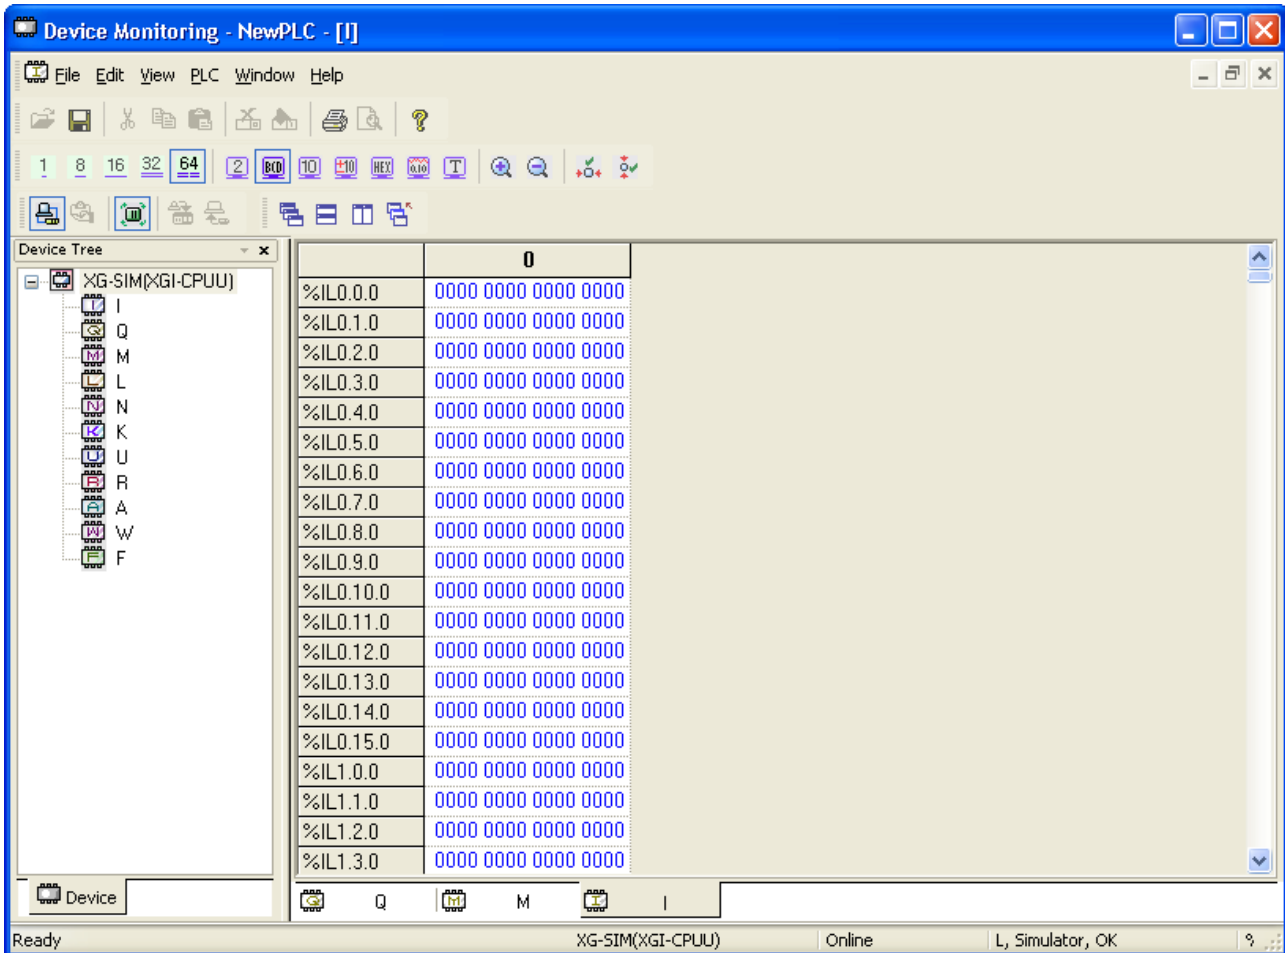 Device Monitoring - NewPLC - [I]
File Edit View PLC Window Help
1 8 16 32 64 2 BCD 10 ±10 HEX 0.10 T
Device Tree
0
XG-SIM(XGI-CPUU)
I
Q
M
L
N
K
U
R
A
W
F
%IL0.0.0 0000 0000 0000 0000
%IL0.1.0 0000 0000 0000 0000
%IL0.2.0 0000 0000 0000 0000
%IL0.3.0 0000 0000 0000 0000
%IL0.4.0 0000 0000 0000 0000
%IL0.5.0 0000 0000 0000 0000
%IL0.6.0 0000 0000 0000 0000
%IL0.7.0 0000 0000 0000 0000
%IL0.8.0 0000 0000 0000 0000
%IL0.9.0 0000 0000 0000 0000
%IL0.10.0 0000 0000 0000 0000
%IL0.11.0 0000 0000 0000 0000
%IL0.12.0 0000 0000 0000 0000
%IL0.13.0 0000 0000 0000 0000
%IL0.14.0 0000 0000 0000 0000
%IL0.15.0 0000 0000 0000 0000
%IL1.0.0 0000 0000 0000 0000
%IL1.1.0 0000 0000 0000 0000
%IL1.2.0 0000 0000 0000 0000
%IL1.3.0 0000 0000 0000 0000
Device
Q M I
Ready XG-SIM(XGI-CPUU) Online L, Simulator, OK